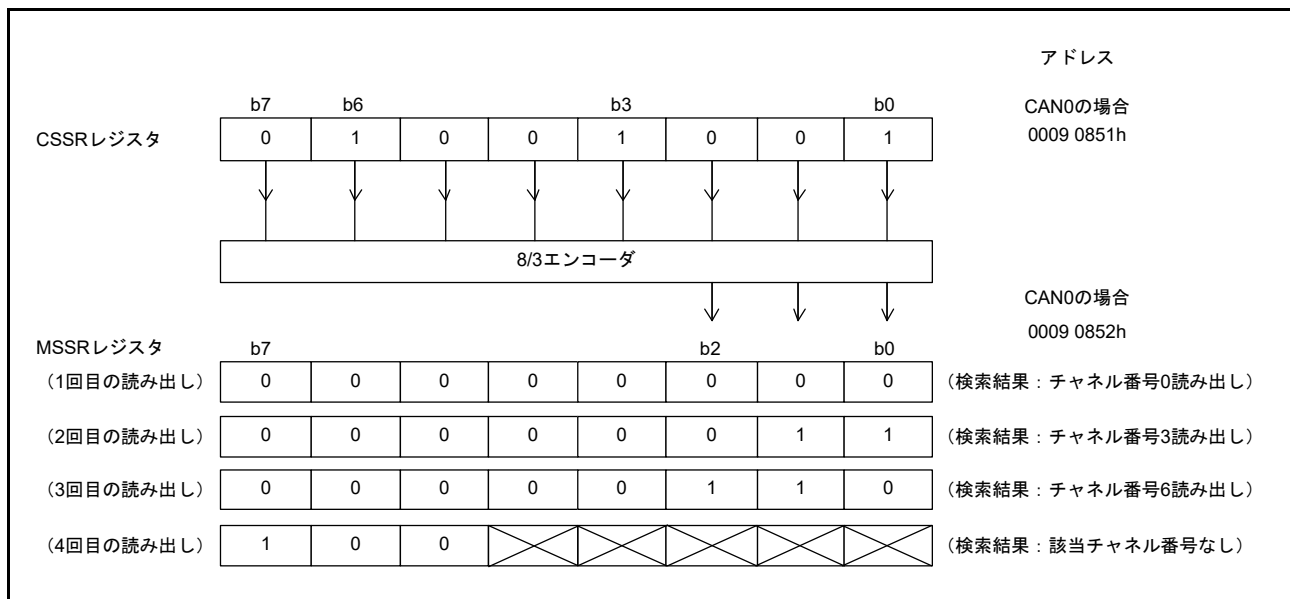 アドレス
b7 b6 b3 b0 CAN0の場合
CSSRレジスタ 0 1 0 0 1 0 0 1 0009 0851h
8/3エンコーダ
CAN0の場合
0009 0852h
MSSRレジスタ b7 b2 b0
（1回目の読み出し） 0 0 0 0 0 0 0 0 （検索結果：チャネル番号0読み出し）
（2回目の読み出し） 0 0 0 0 0 0 1 1 （検索結果：チャネル番号3読み出し）
（3回目の読み出し） 0 0 0 0 0 1 1 0 （検索結果：チャネル番号6読み出し）
（4回目の読み出し） 1 0 0 （検索結果：該当チャネル番号なし）